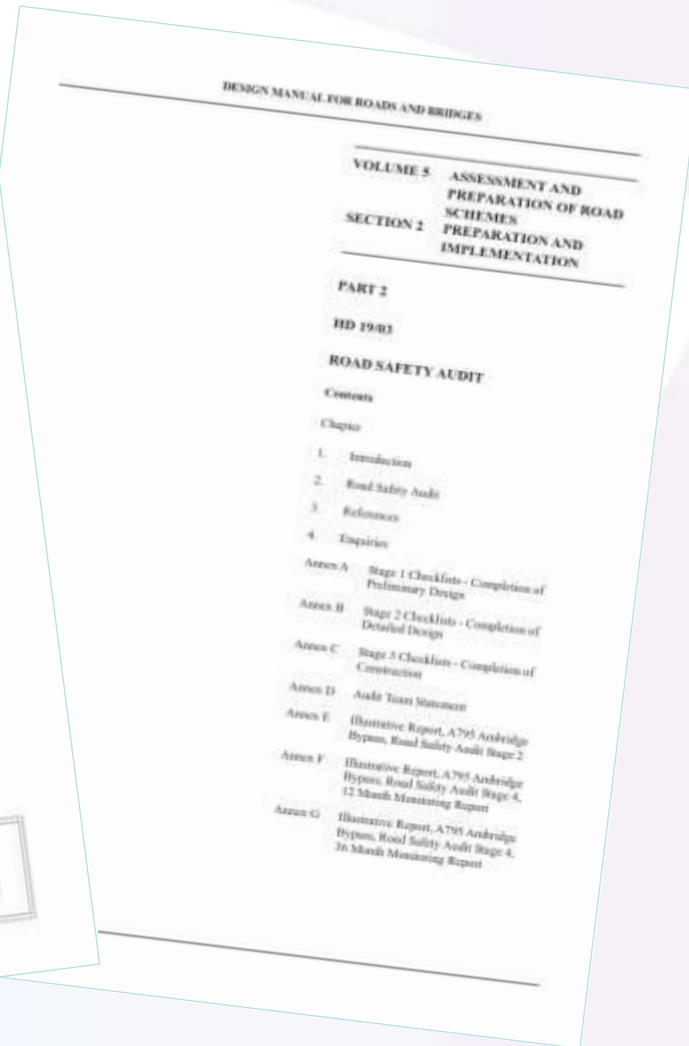 DESIGN MANUAL FOR ROADS AND BRIDGES
VOLUME 5 ASSESSMENT AND
PREPARATION OF ROAD
SCHEMES
SECTION 2 PREPARATION AND
IMPLEMENTATION
PART 2
HD 19/03
ROAD SAFETY AUDIT
Contents
Chapter
1. Introduction
2. Road Safety Audit
3. References
4. Enquiries
Annex A Stage 1 Checklists - Completion of
Preliminary Design
Annex B Stage 2 Checklists - Completion of
Detailed Design
Annex C Stage 3 Checklists - Completion of
Construction
Annex D Audit Team Statement
Annex E Illustrative Report, A795 Ambridge
Bypass, Road Safety Audit Stage 2
Annex F Illustrative Report, A795 Ambridge
Bypass, Road Safety Audit Stage 4,
12 Month Monitoring Report
Annex G Illustrative Report, A795 Ambridge
Bypass, Road Safety Audit Stage 4,
36 Month Monitoring Report